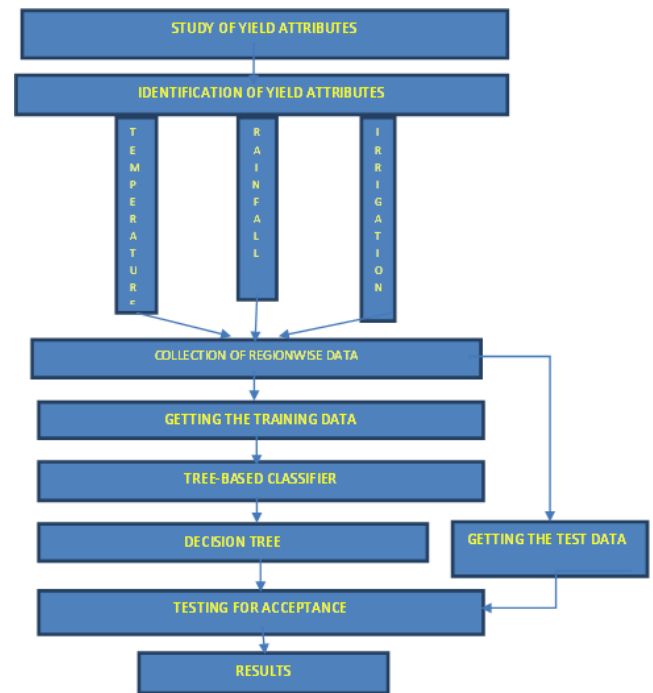 STUDY OF YIELD ATTRIBUTES
IDENTIFICATION OF YIELD ATTRIBUTES
TEMPERATURE
RAINFALL
IRRIGATION
COLLECTION OF REGIONWISE DATA
GETTING THE TRAINING DATA
TREE-BASED CLASSIFIER
DECISION TREE
GETTING THE TEST DATA
TESTING FOR ACCEPTANCE
RESULTS